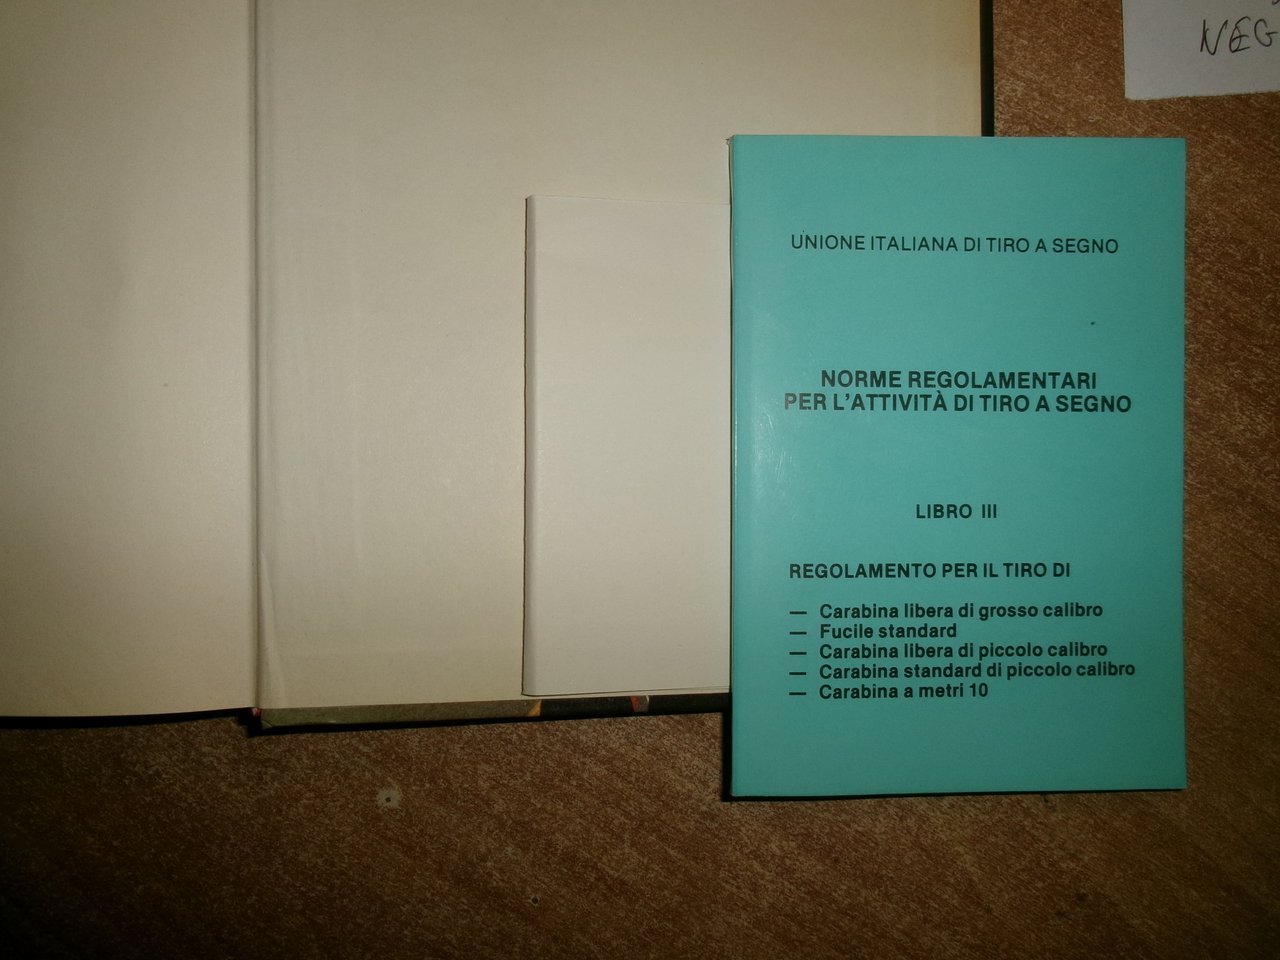 NEG
UNIONE ITALIANA DI TIRO A SEGNO
NORME REGOLAMENTARI
PER L'ATTIVITÀ DI TIRO A SEGNO
LIBRO III
REGOLAMENTO PER IL TIRO DI
— Carabina libera di grosso calibro
— Fucile standard
— Carabina libera di piccolo calibro
— Carabina standard di piccolo calibro
— Carabina a metri 10